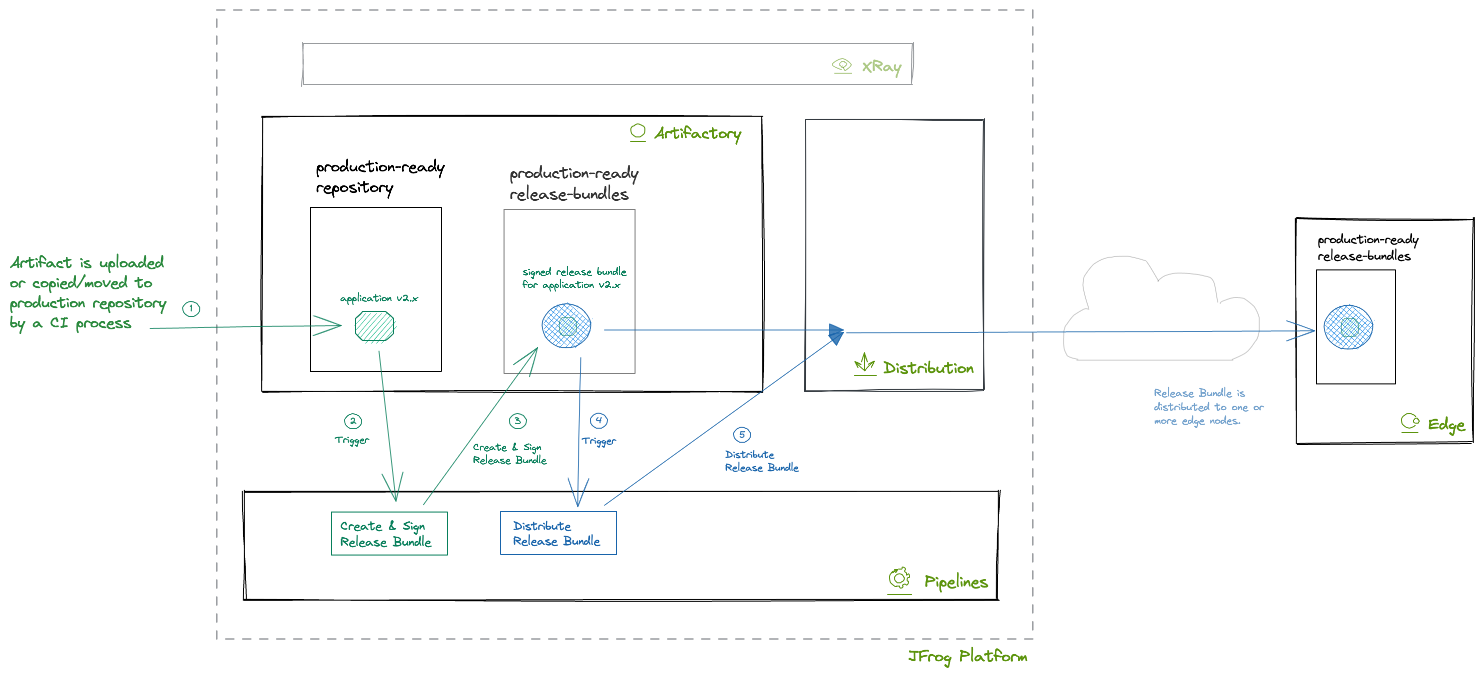 XRay
Artifactory
production-ready
repository
production-ready
release-bundles
Artifact is uploaded
or copied/moved to
production repository
by a CI process
1
application v2.x
signed release bundle
for application v2.x
Distribution
production-ready
release-bundles
Release Bundle is
distributed to one or
more edge nodes.
Edge
2
Trigger
3
Create & Sign
Release Bundle
4
Trigger
5
Distribute
Release Bundle
Create & Sign
Release Bundle
Distribute
Release Bundle
Pipelines
JFrog Platform